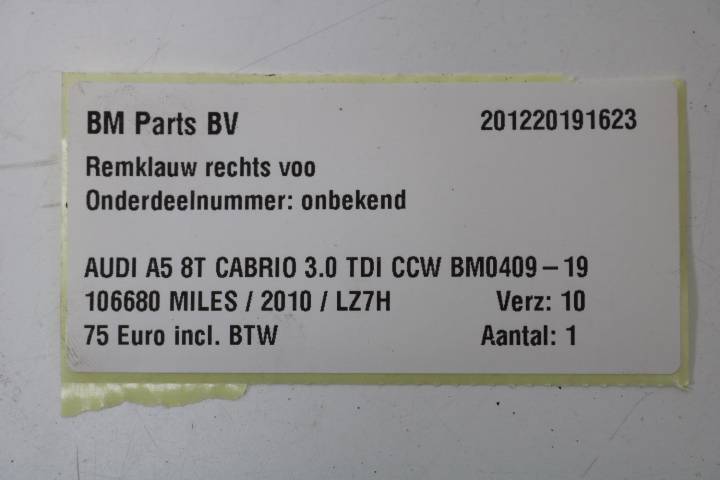 BM Parts BV 201220191623
Remklauw rechts voo
Onderdeelnummer: onbekend
AUDI A5 8T CABRIO 3.0 TDI CCW BM0409-19
106680 MILES / 2010 / LZ7H Verz: 10
75 Euro incl. BTW Aantal: 1